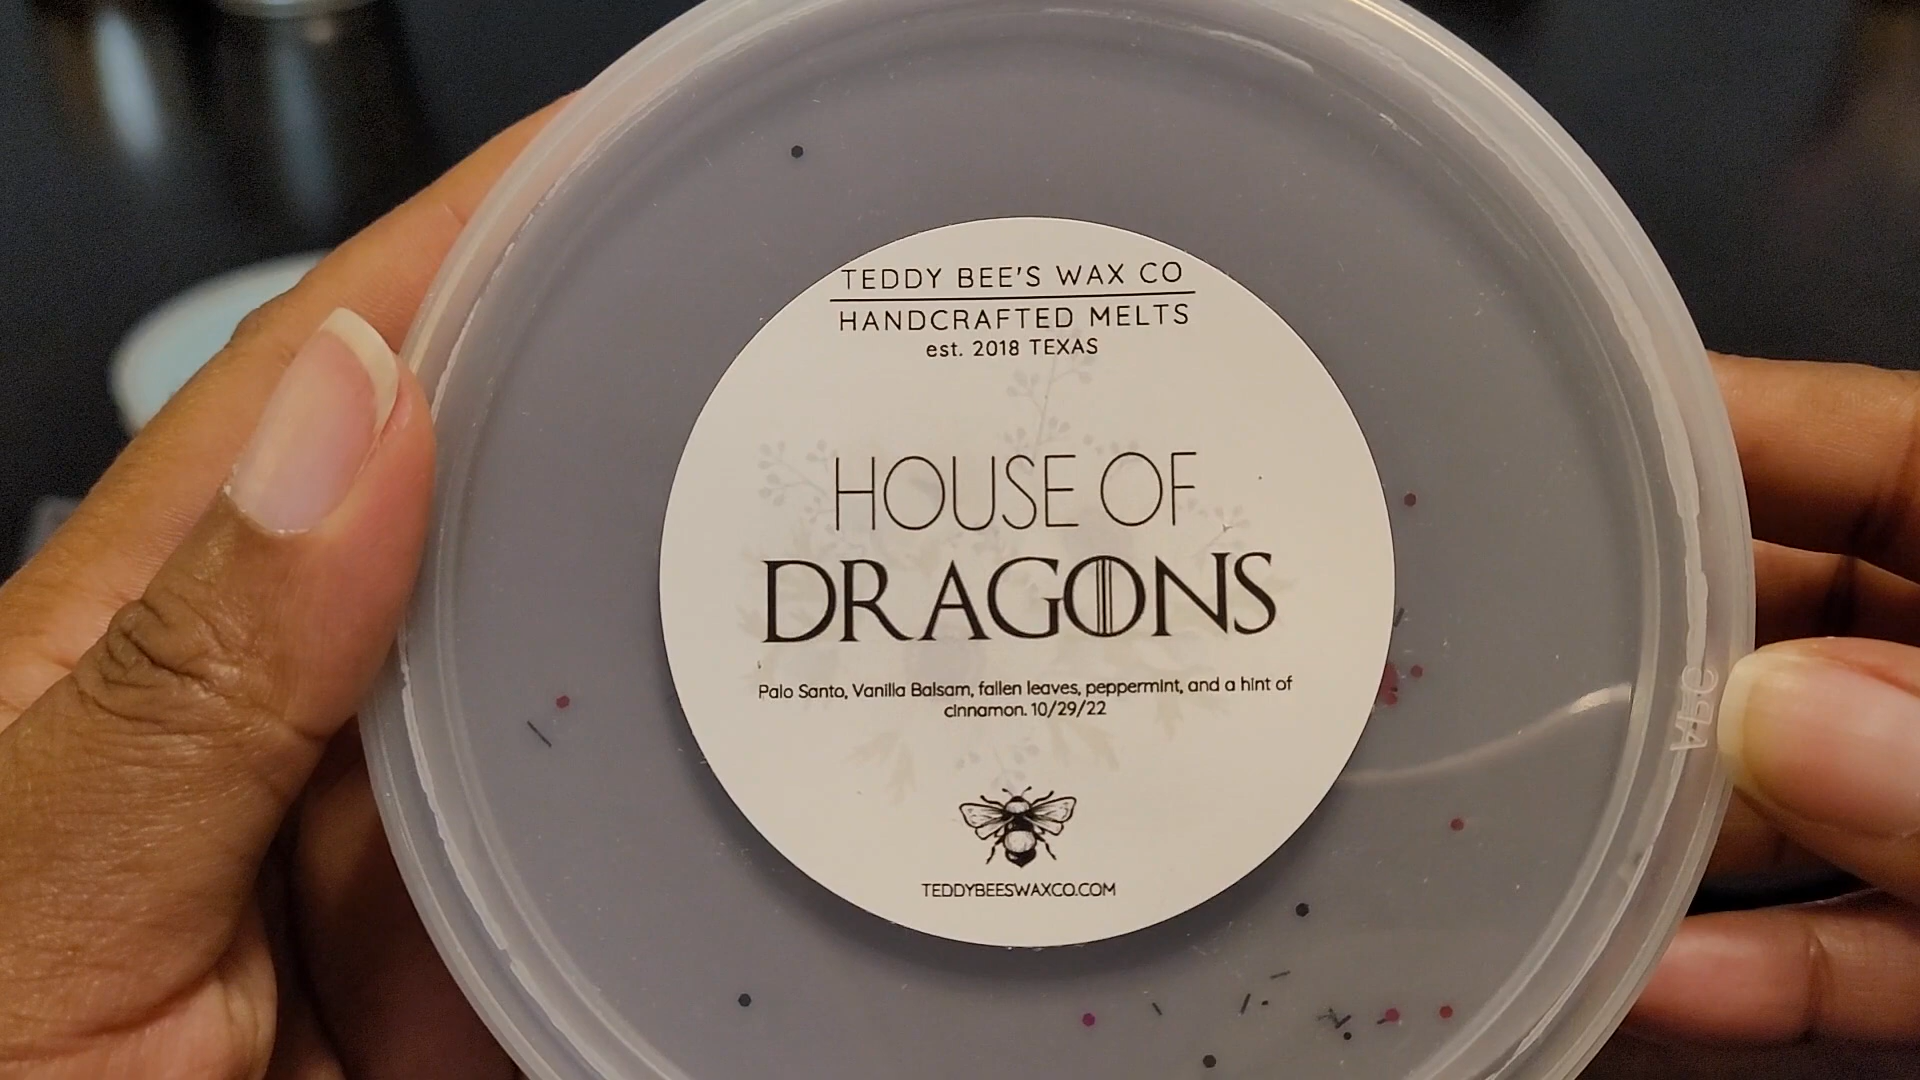 TEDDY BEE'S WAX CO
HANDCRAFTED MELTS
est. 2018 TEXAS
HOUSE OF
DRAGONS
Palo Santo, Vanilla Balsam, fallen leaves, peppermint, and a hint of
cinnamon. 10/29/22
TEDDYBEESWAXCO.COM